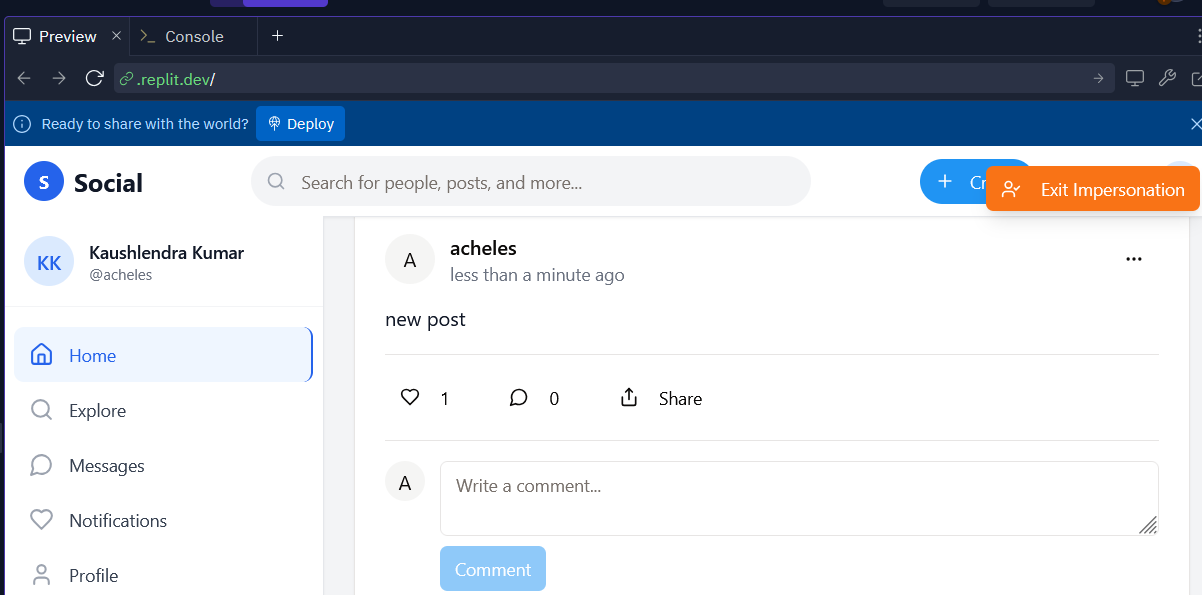 Preview
Console
.replit.dev/
Ready to share with the world?
Deploy
S
Social
Search for people, posts, and more...
Exit Impersonation
KK
Kaushlendra Kumar
@acheles
Home
Explore
Messages
Notifications
Profile
A
acheles
less than a minute ago
new post
1
0
Share
A
Write a comment...
Comment